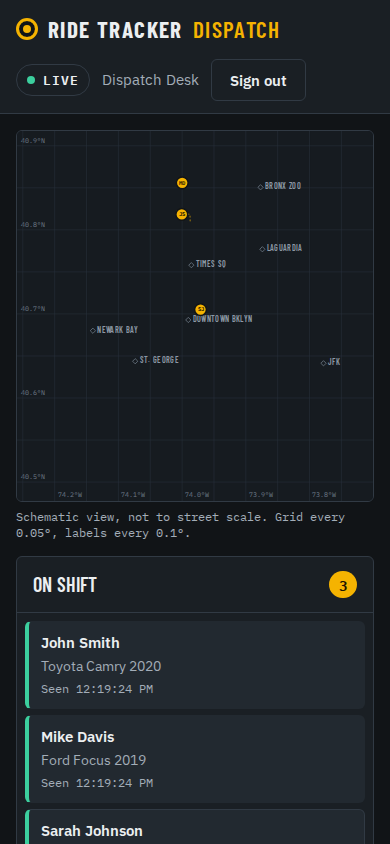 RIDE TRACKER DISPATCH
LIVE Dispatch Desk Sign out
40.9°N
MD
BRONX ZOO
JS
40.8°N
LAGUARDIA
TIMES SQ
40.7°N
SJ
DOWNTOWN BKLYN
NEWARK BAY
ST. GEORGE
JFK
40.6°N
40.5°N
74.2°W 74.1°W 74.0°W 73.9°W 73.8°W
Schematic view, not to street scale. Grid every
0.05°, labels every 0.1°.
ON SHIFT 3
John Smith
Toyota Camry 2020
Seen 12:19:24 PM
Mike Davis
Ford Focus 2019
Seen 12:19:24 PM
Sarah Johnson